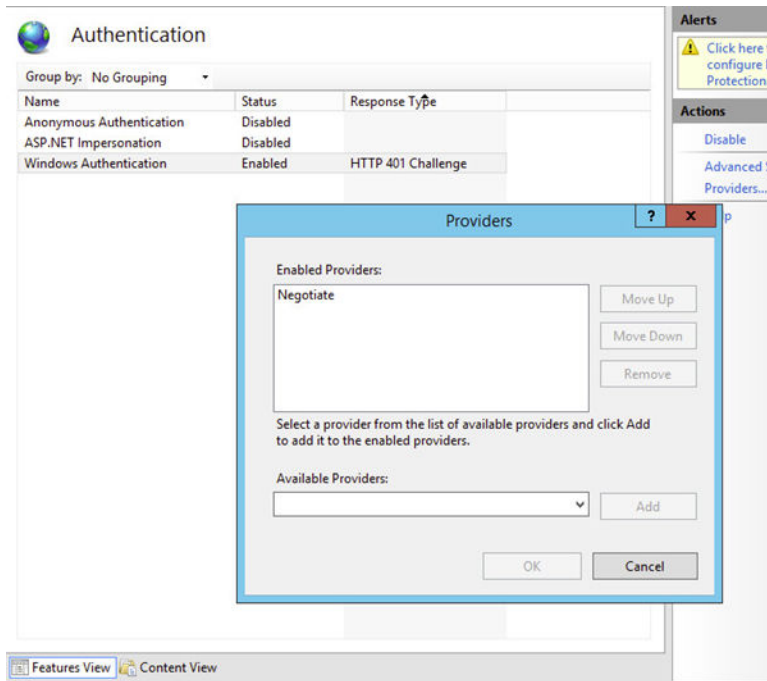 Authentication
Group by: No Grouping
Name Status Response Type
Anonymous Authentication Disabled
ASP.NET Impersonation Disabled
Windows Authentication Enabled HTTP 401 Challenge
Alerts
Click here
configure
Protection
Actions
Disable
Advanced
Providers...
Providers
?
x
Enabled Providers:
Negotiate
Move Up
Move Down
Remove
Select a provider from the list of available providers and click Add
to add it to the enabled providers.
Available Providers:
Add
OK
Cancel
Features View
Content View